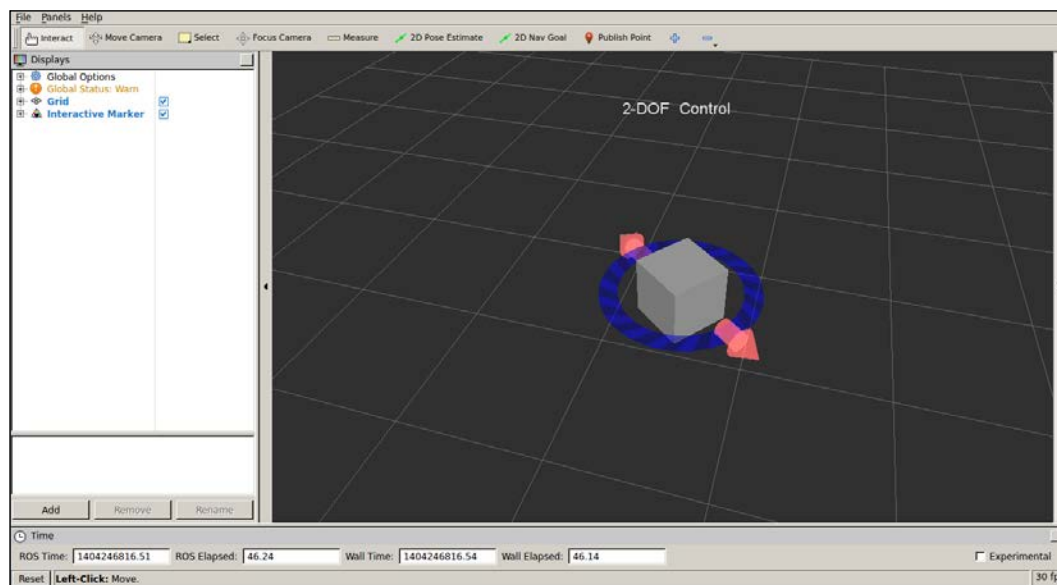 File Panels Help
Interact Move Camera Select Focus Camera Measure 2D Pose Estimate 2D Nav Goal Publish Point
Displays
Global Options
Global Status: Warn
Grid
Interactive Marker
2-DOF Control
Add Remove Rename
Time
ROS Time: 1404246816.51 ROS Elapsed: 46.24 Wall Time: 1404246816.54 Wall Elapsed: 46.14 Experimental
Reset Left-Click: Move. 30 fp